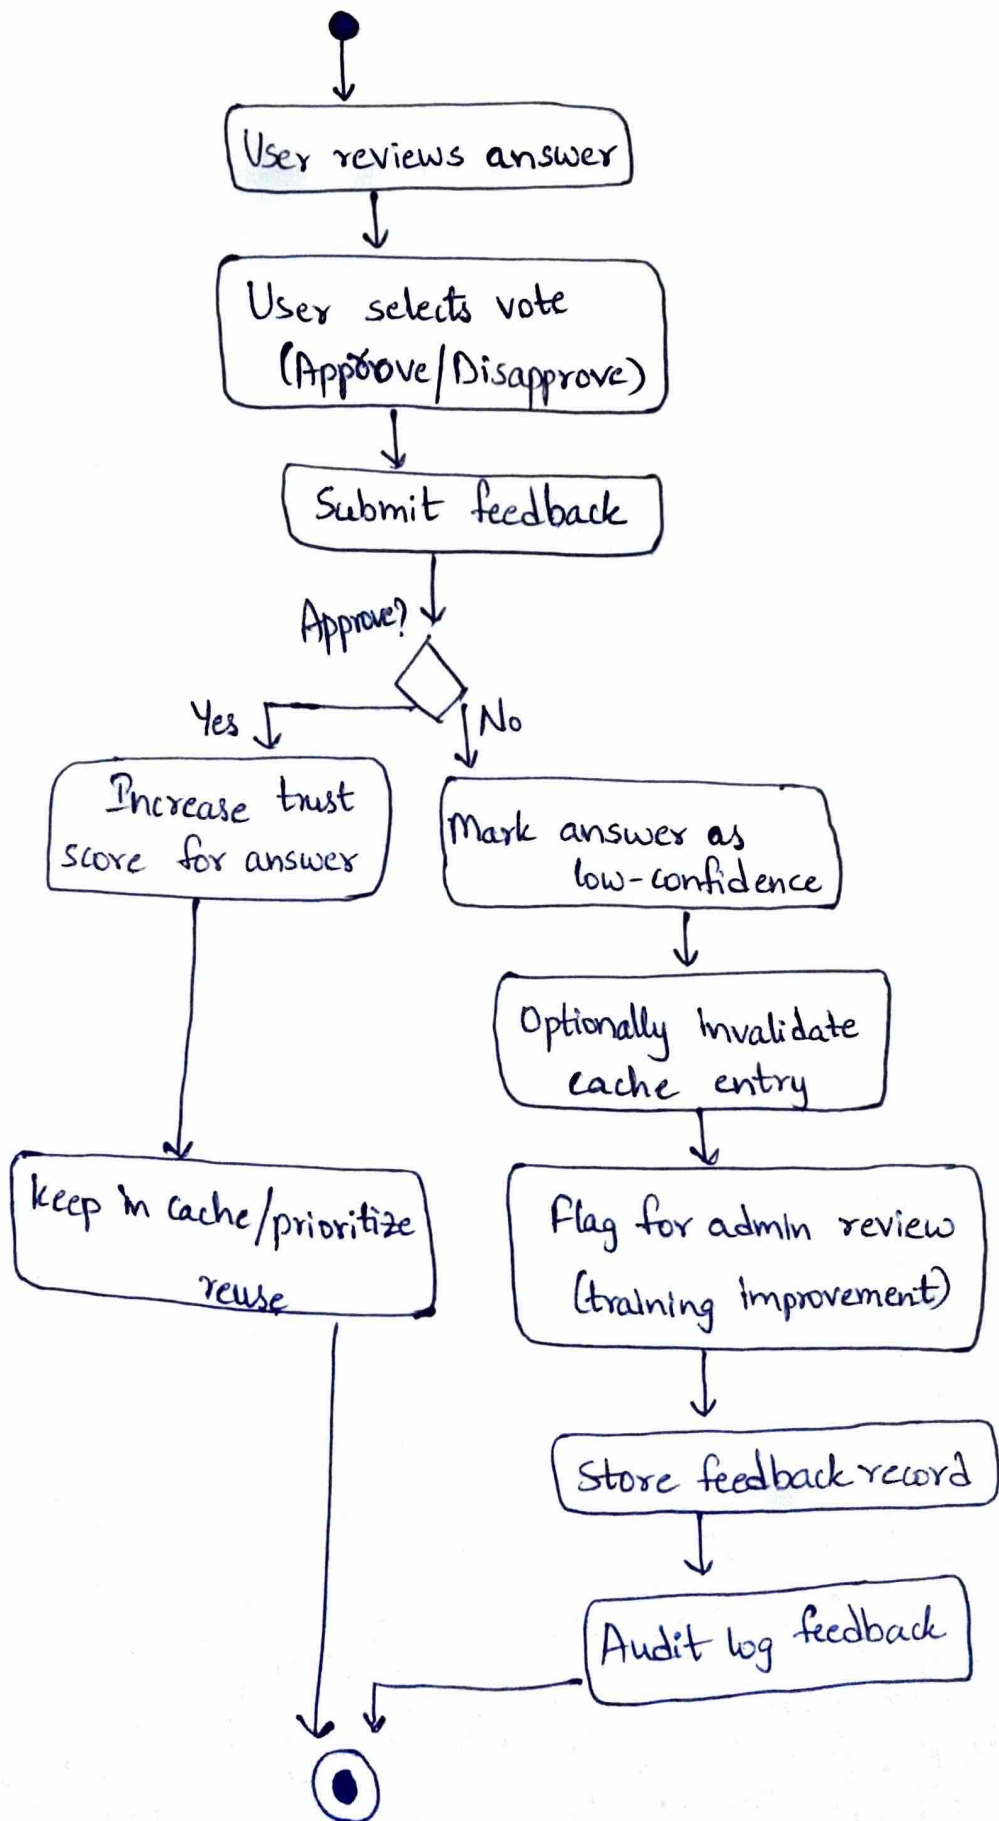 User reviews answer
User selects vote
(Approve/Disapprove)
Submit feedback
Approve?
Yes
No
Increase trust
score for answer
Mark answer as
low-confidence
Optionally Invalidate
cache entry
keep in cache/prioritize
reuse
Flag for admin review
(training improvement)
Store feedback record
Audit log feedback